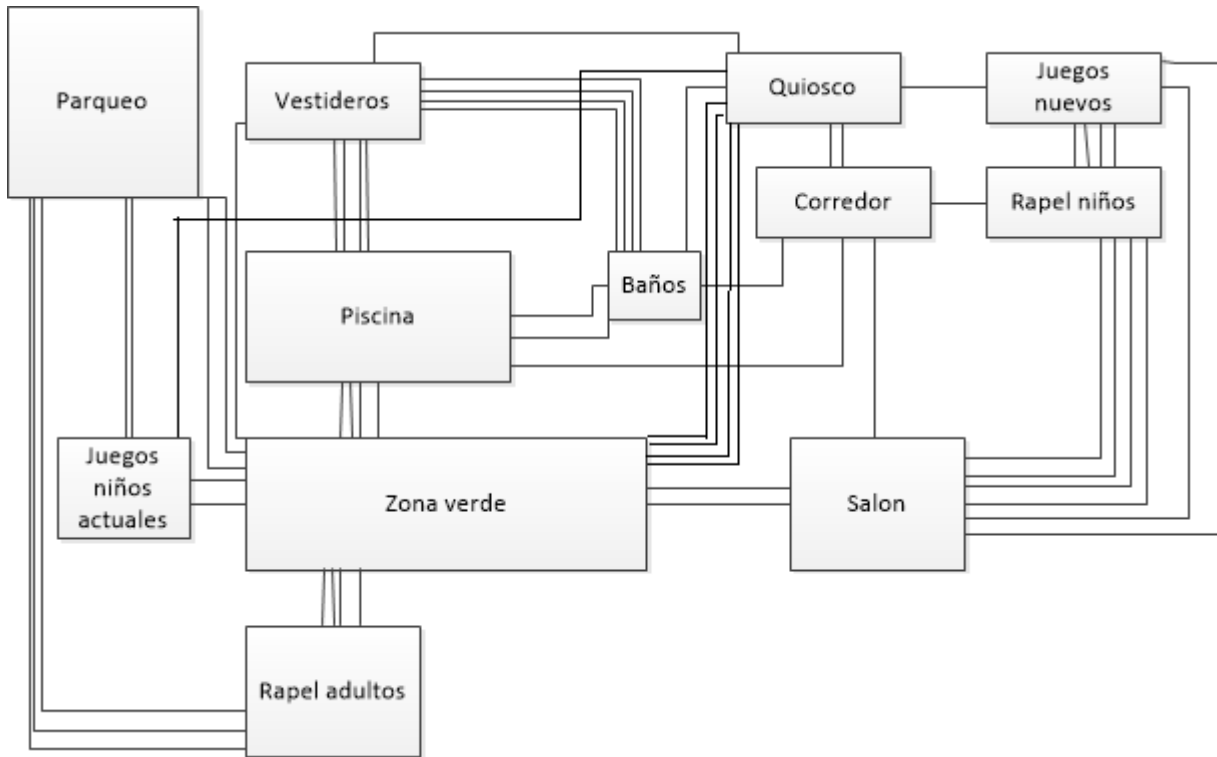 Parqueo
Vestideros
Quiosco
Juegos
nuevos
Corredor
Rapel niños
Baños
Piscina
Juegos
niños
actuales
Zona verde
Salon
Rapel adultos